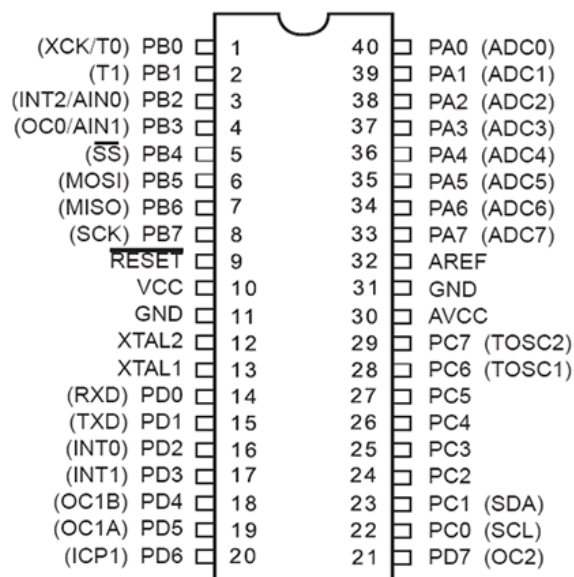 (XCK/T0) PB0 1 40 PA0 (ADC0)
(T1) PB1 2 39 PA1 (ADC1)
(INT2/AIN0) PB2 3 38 PA2 (ADC2)
(OC0/AIN1) PB3 4 37 PA3 (ADC3)
(SS) PB4 5 36 PA4 (ADC4)
(MOSI) PB5 6 35 PA5 (ADC5)
(MISO) PB6 7 34 PA6 (ADC6)
(SCK) PB7 8 33 PA7 (ADC7)
RESET 9 32 AREF
VCC 10 31 GND
GND 11 30 AVCC
XTAL2 12 29 PC7 (TOSC2)
XTAL1 13 28 PC6 (TOSC1)
(RXD) PD0 14 27 PC5
(TXD) PD1 15 26 PC4
(INT0) PD2 16 25 PC3
(INT1) PD3 17 24 PC2
(OC1B) PD4 18 23 PC1 (SDA)
(OC1A) PD5 19 22 PC0 (SCL)
(ICP1) PD6 20 21 PD7 (OC2)